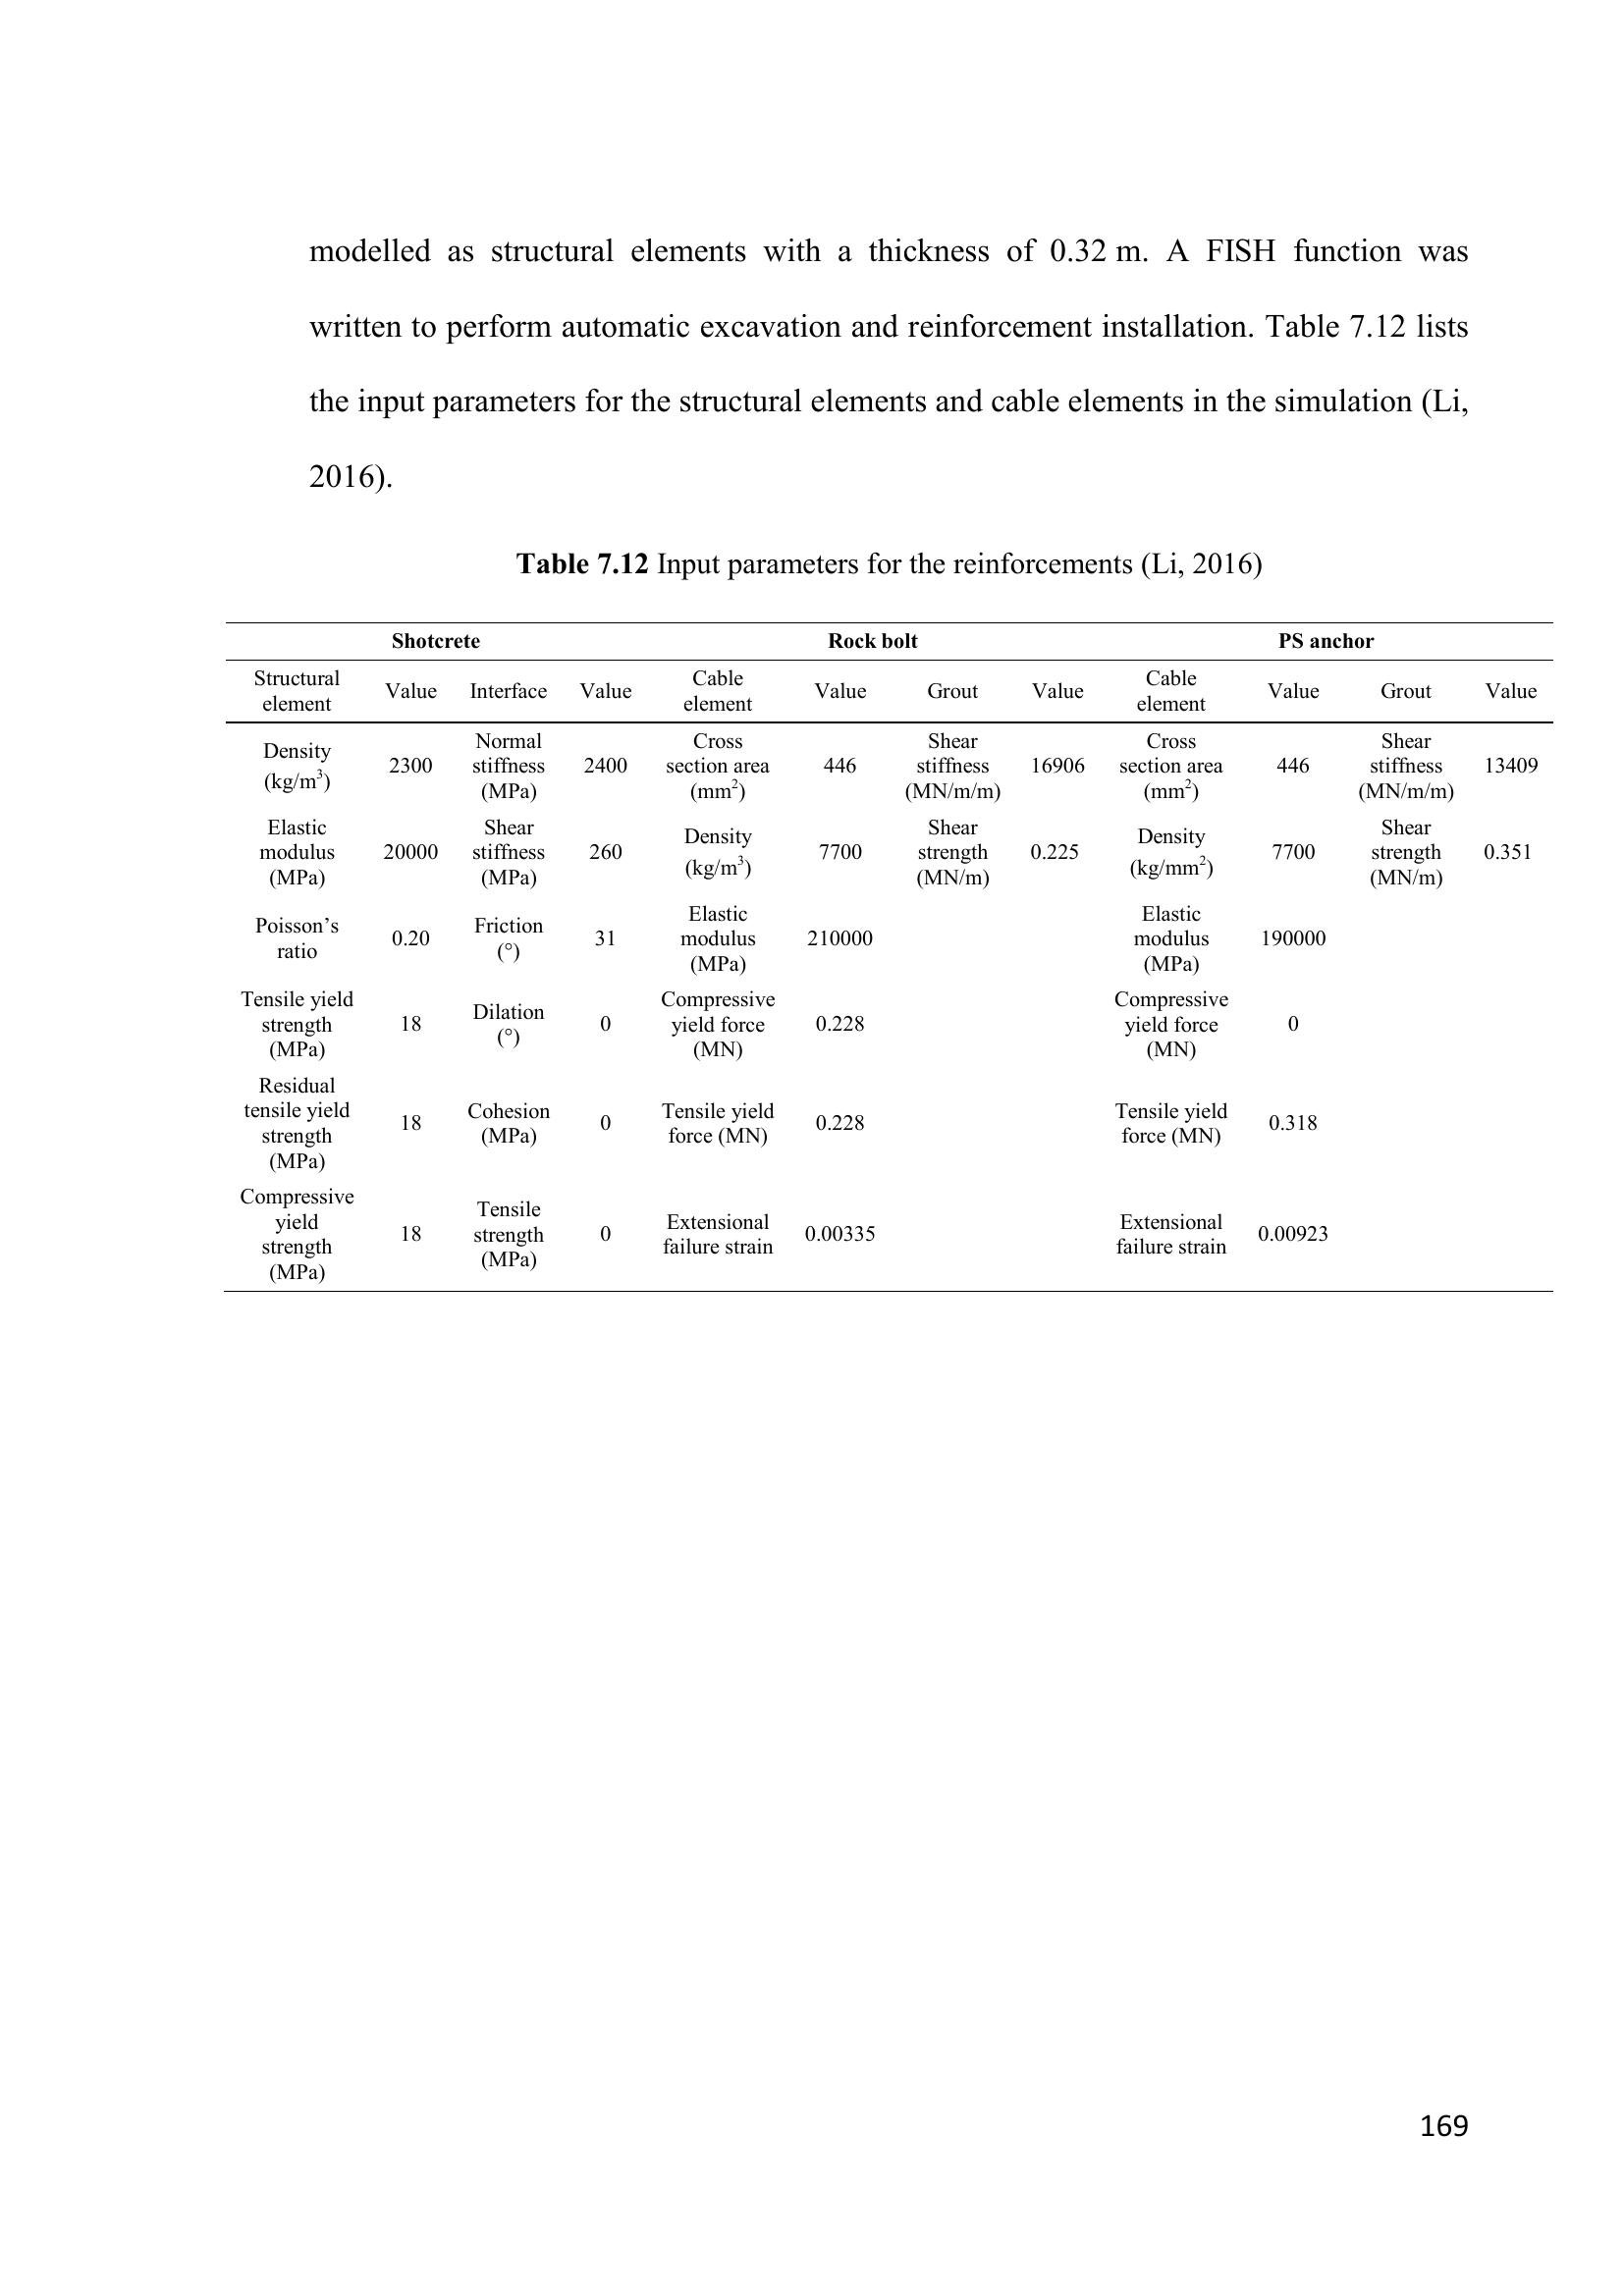 modelled as structural elements with a thickness of 0.32 m. A FISH function was
written to perform automatic excavation and reinforcement installation. Table 7.12 lists
the input parameters for the structural elements and cable elements in the simulation (Li,
2016).
Table 7.12 Input parameters for the reinforcements (Li, 2016)
Shotcrete Rock bolt PS anchor
Structural element Value Interface Value Cable element Value Grout Value Cable element Value Grout Value
Density (kg/m³) 2300 Normal stiffness (MPa) 2400 Cross section area (mm²) 446 Shear stiffness (MN/m/m) 16906 Cross section area (mm²) 446 Shear stiffness (MN/m/m) 13409
Elastic modulus (MPa) 20000 Shear stiffness (MPa) 260 Density (kg/m³) 7700 Shear strength (MN/m) 0.225 Density (kg/mm²) 7700 Shear strength (MN/m) 0.351
Poisson’s ratio 0.20 Friction (°) 31 Elastic modulus (MPa) 210000 Elastic modulus (MPa) 190000
Tensile yield strength (MPa) 18 Dilation (°) 0 Compressive yield force (MN) 0.228 Compressive yield force (MN) 0
Residual tensile yield strength (MPa) 18 Cohesion (MPa) 0 Tensile yield force (MN) 0.228 Tensile yield force (MN) 0.318
Compressive yield strength (MPa) 18 Tensile strength (MPa) 0 Extensional failure strain 0.00335 Extensional failure strain 0.00923
169